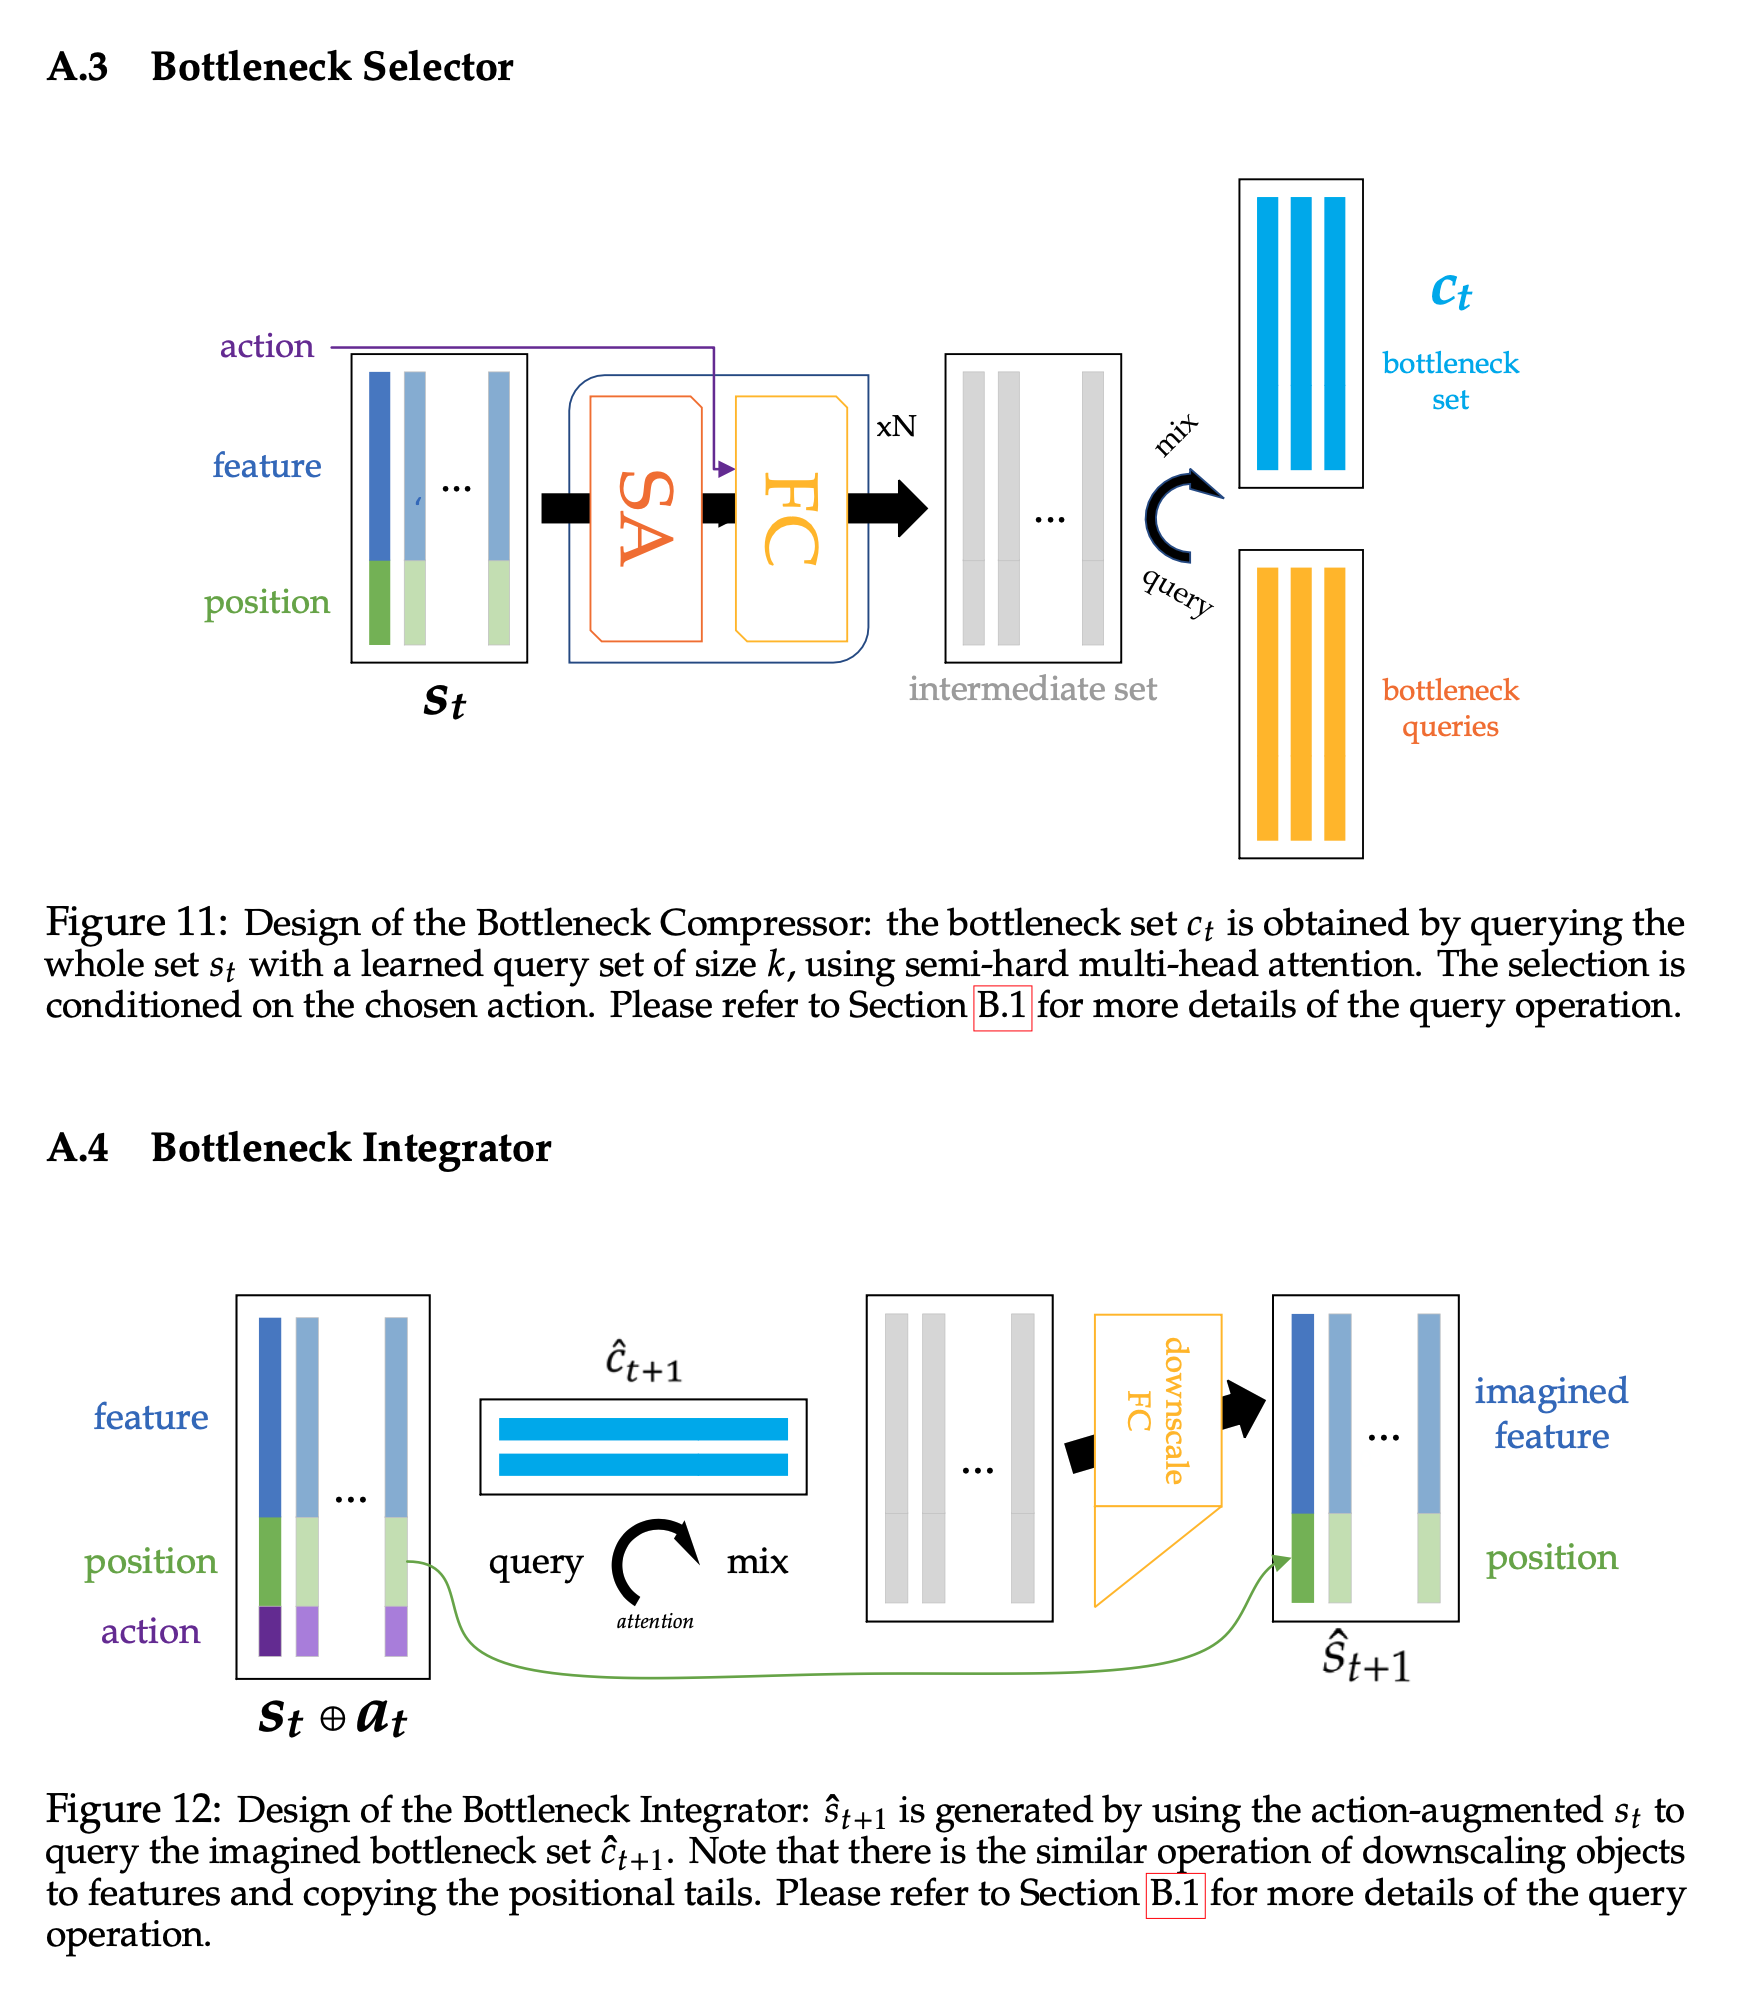 A.3 Bottleneck Selector
action
feature
position
...
s_t
SA
FC
xN
...
intermediate set
mix
query
c_t
bottleneck
set
bottleneck
queries
Figure 11: Design of the Bottleneck Compressor: the bottleneck set c_t is obtained by querying the
whole set s_t with a learned query set of size k, using semi-hard multi-head attention. The selection is
conditioned on the chosen action. Please refer to Section B.1 for more details of the query operation.
A.4 Bottleneck Integrator
feature
position
action
...
s_t ⊕ a_t
ĉ_{t+1}
query
mix
attention
...
downscale
FC
...
imagined
feature
position
ŝ_{t+1}
Figure 12: Design of the Bottleneck Integrator: ŝ_{t+1} is generated by using the action-augmented s_t to
query the imagined bottleneck set ĉ_{t+1}. Note that there is the similar operation of downscaling objects
to features and copying the positional tails. Please refer to Section B.1 for more details of the query
operation.